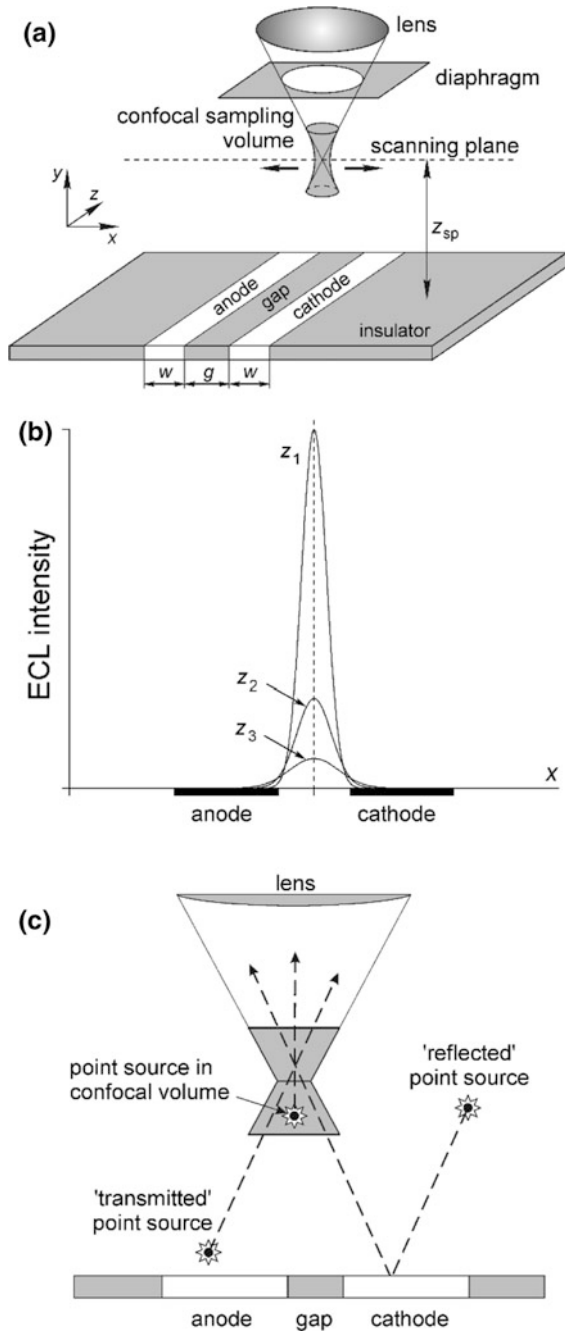 (a)
lens
diaphragm
confocal sampling
volume
scanning plane
y
z
x
z_sp
anode
gap
cathode
insulator
w
g
w
(b)
ECL intensity
z_1
z_2
z_3
x
anode
cathode
(c)
lens
point source in
confocal volume
'reflected'
point source
'transmitted'
point source
anode
gap
cathode